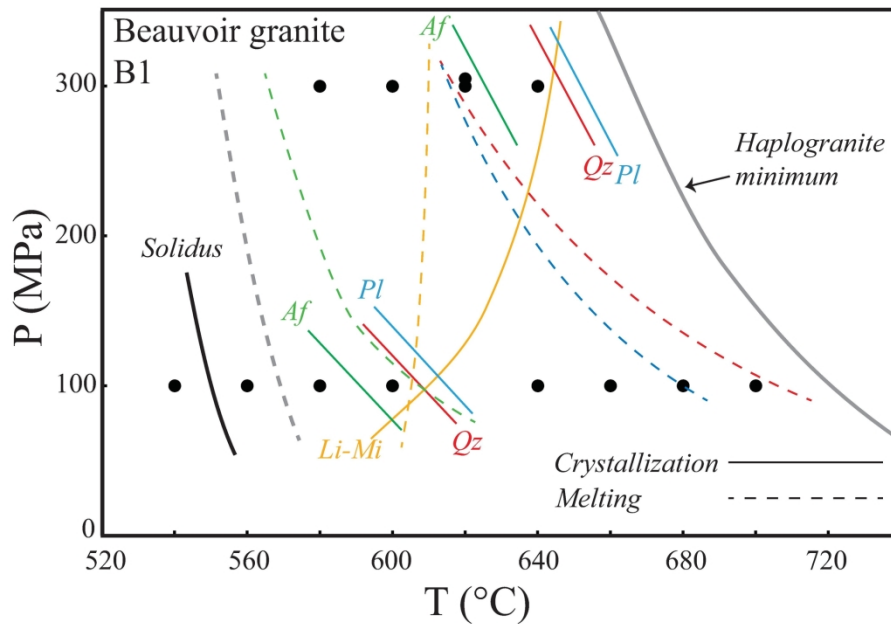 Beauvoir granite
B1
Af
300
Qz
Pl
Haplogranite
minimum
200
Solidus
P (MPa)
Pl
Af
100
Li-Mi
Qz
Crystallization
Melting
0
520
560
600
640
680
720
T (°C)